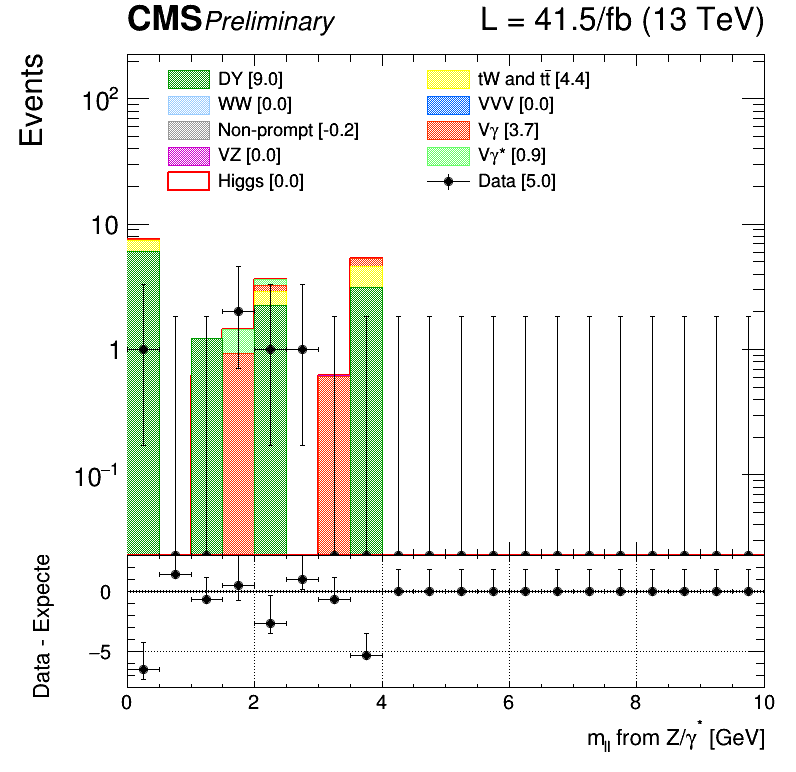 CMS Preliminary L = 41.5/fb (13 TeV)
Events
DY [9.0] tW and tt̄ [4.4]
WW [0.0] VVV [0.0]
Non-prompt [-0.2] Vγ [3.7]
VZ [0.0] Vγ* [0.9]
Higgs [0.0] Data [5.0]
10²
10
1
10⁻¹
Data - Expecte
0
−5
0 2 4 6 8 10
m_ll from Z/γ* [GeV]